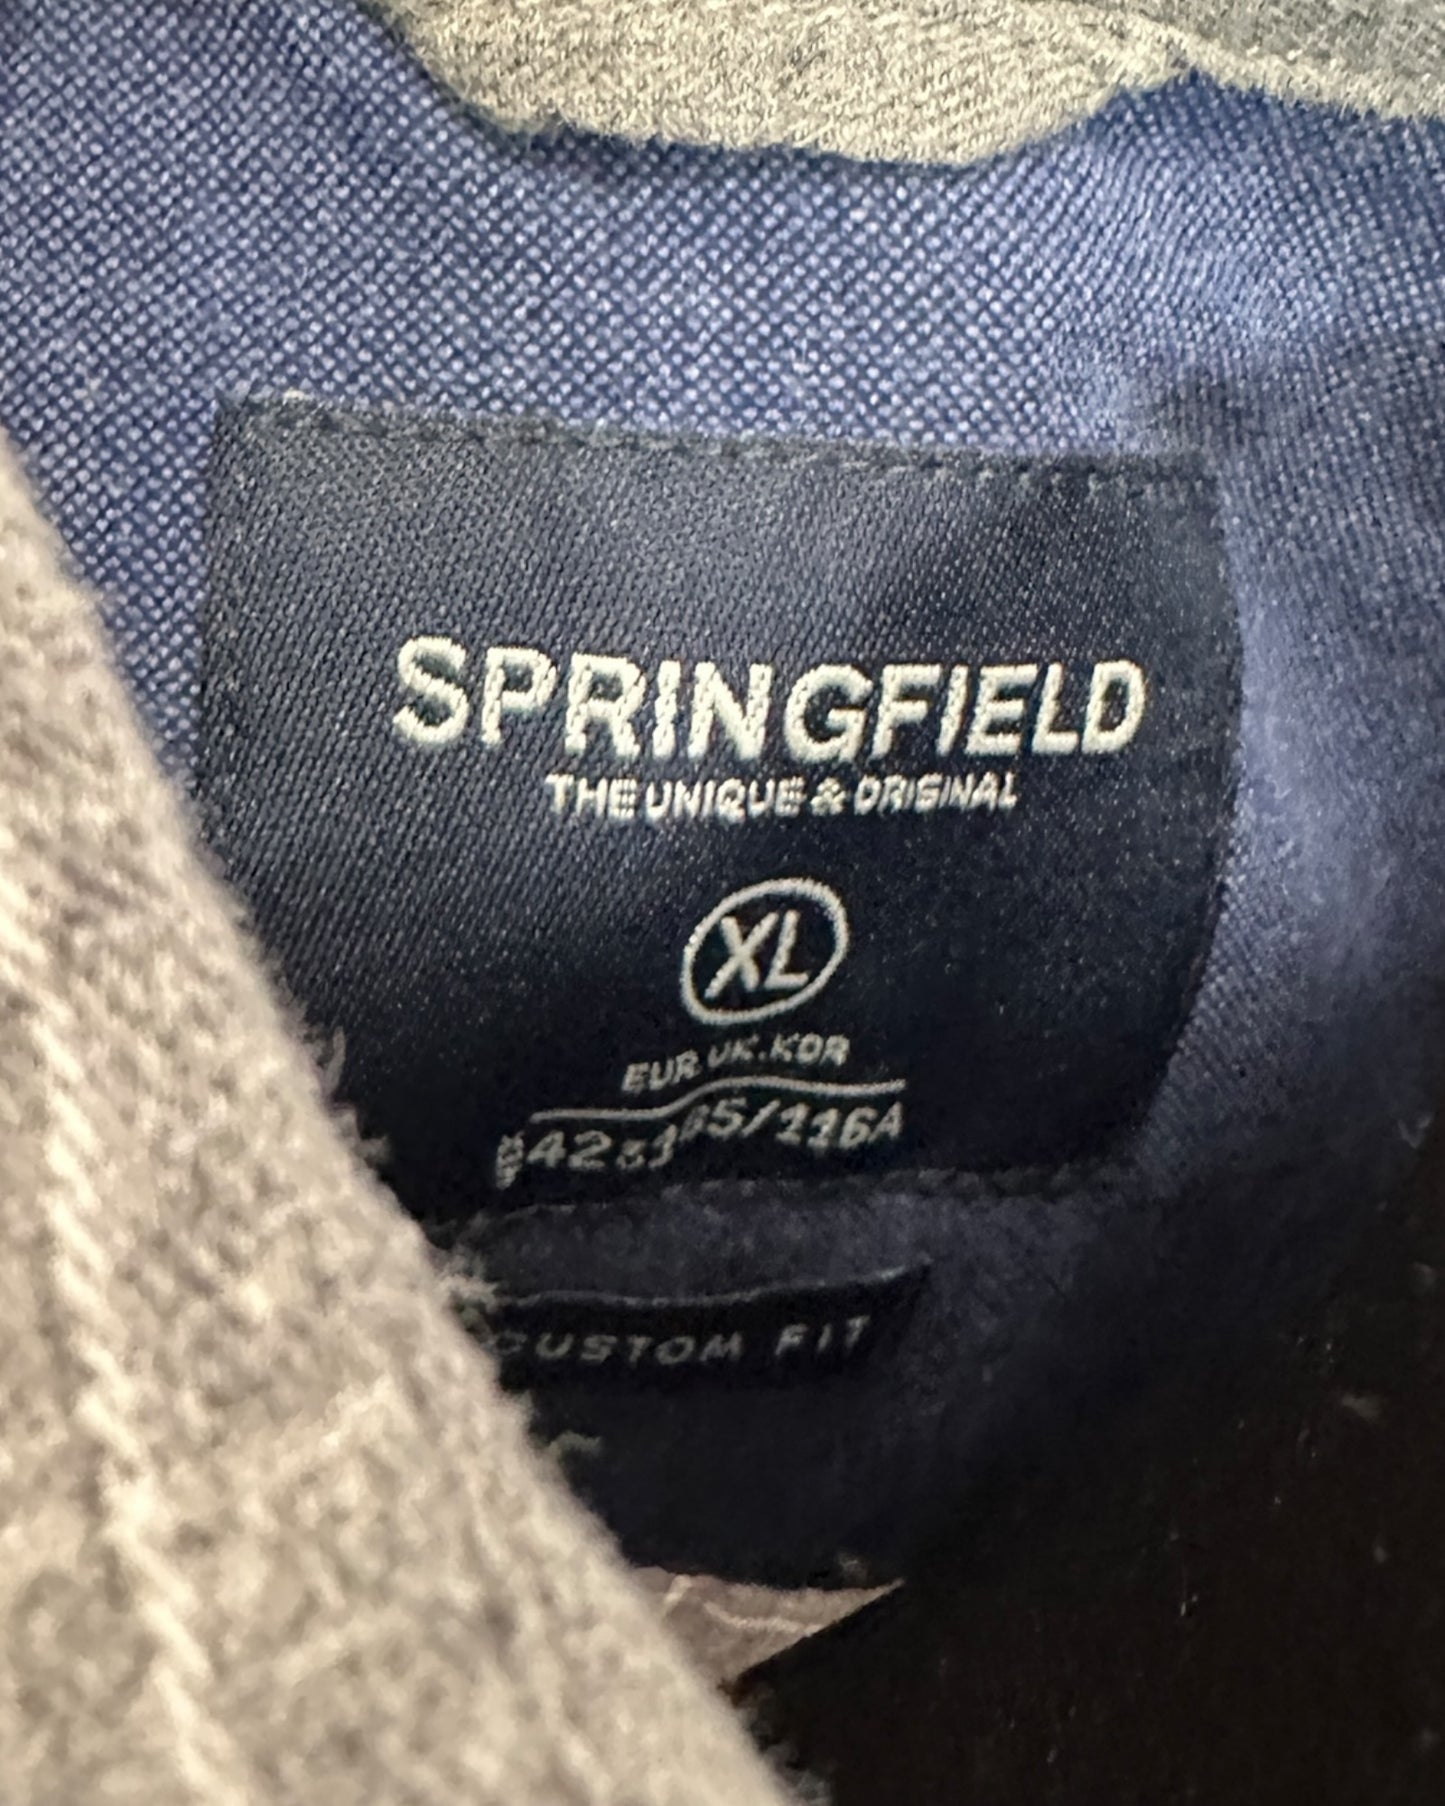 SPRINGFIELD
THE UNIQUE & ORIGINAL
XL
EUR UK.KOR
CUSTOM FIT